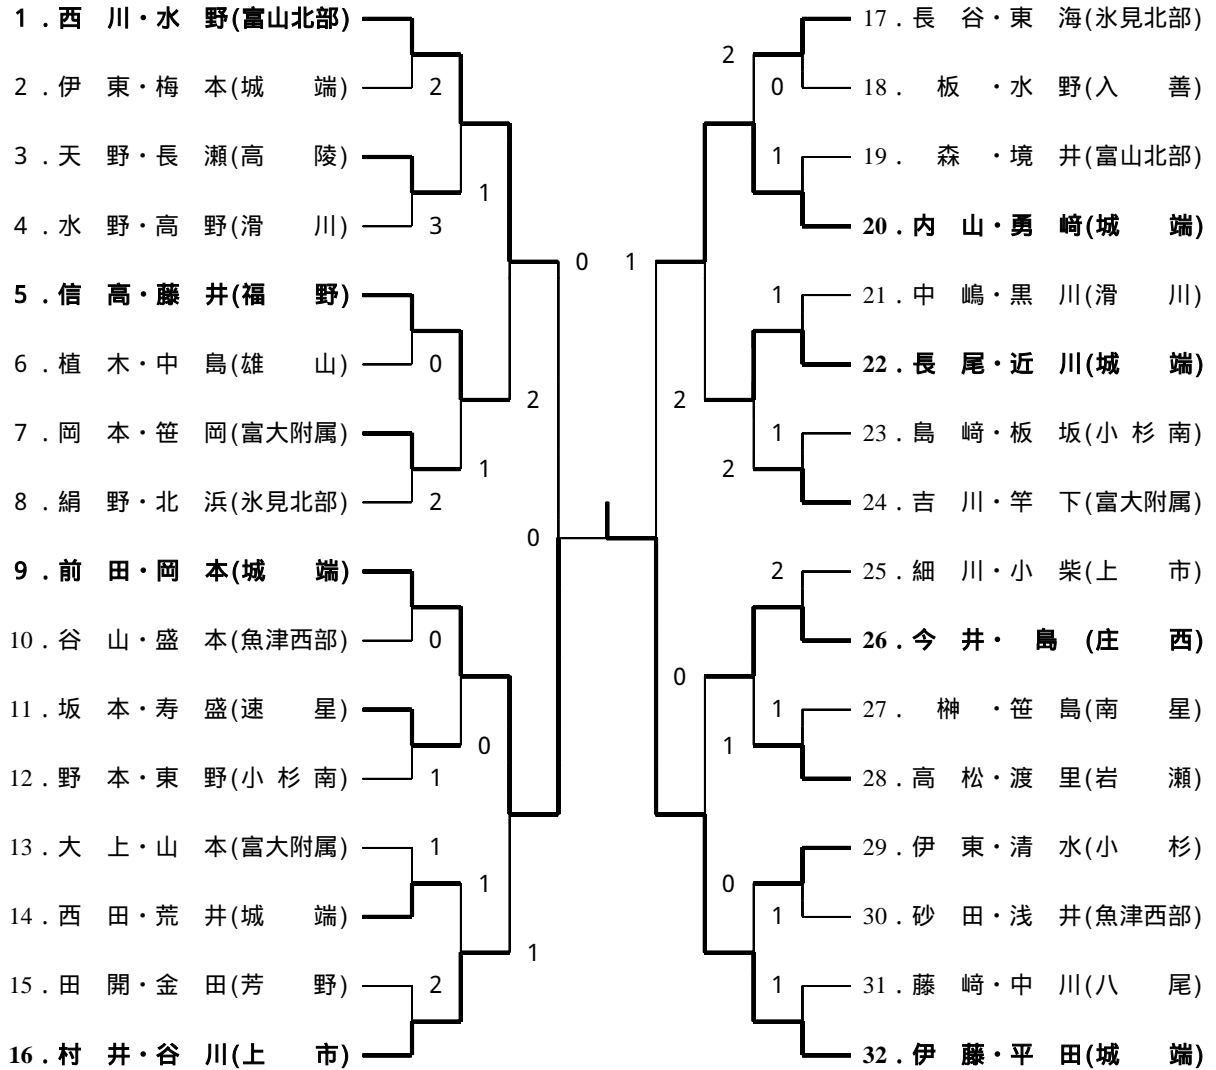 1 . 西 川・水 野(富山北部)
2 . 伊 東・梅 本(城 端)
2
3 . 天 野・長 瀬(高 陵)
1
4 . 水 野・高 野(滑 川)
3
0
5 . 信 高・藤 井(福 野)
6 . 植 木・中 島(雄 山)
0
2
7 . 岡 本・笹 岡(富大附属)
1
8 . 絹 野・北 浜(氷見北部)
2
0
9 . 前 田・岡 本(城 端)
10 . 谷 山・盛 本(魚津西部)
0
11 . 坂 本・寿 盛(速 星)
0
12 . 野 本・東 野(小 杉 南)
1
13 . 大 上・山 本(富大附属)
1
1
14 . 西 田・荒 井(城 端)
1
15 . 田 開・金 田(芳 野)
2
16 . 村 井・谷 川(上 市)
17 . 長 谷・東 海(氷見北部)
2
0
18 . 板 ・水 野(入 善)
1
19 . 森 ・境 井(富山北部)
20 . 内 山・勇 﨑(城 端)
1
1
21 . 中 嶋・黒 川(滑 川)
22 . 長 尾・近 川(城 端)
2
1
23 . 島 﨑・板 坂(小 杉 南)
2
24 . 吉 川・竿 下(富大附属)
2
25 . 細 川・小 柴(上 市)
26 . 今 井・ 島 (庄 西)
0
1
27 . 榊 ・笹 島(南 星)
1
28 . 高 松・渡 里(岩 瀬)
29 . 伊 東・清 水(小 杉)
0
1
30 . 砂 田・浅 井(魚津西部)
1
31 . 藤 﨑・中 川(八 尾)
32 . 伊 藤・平 田(城 端)